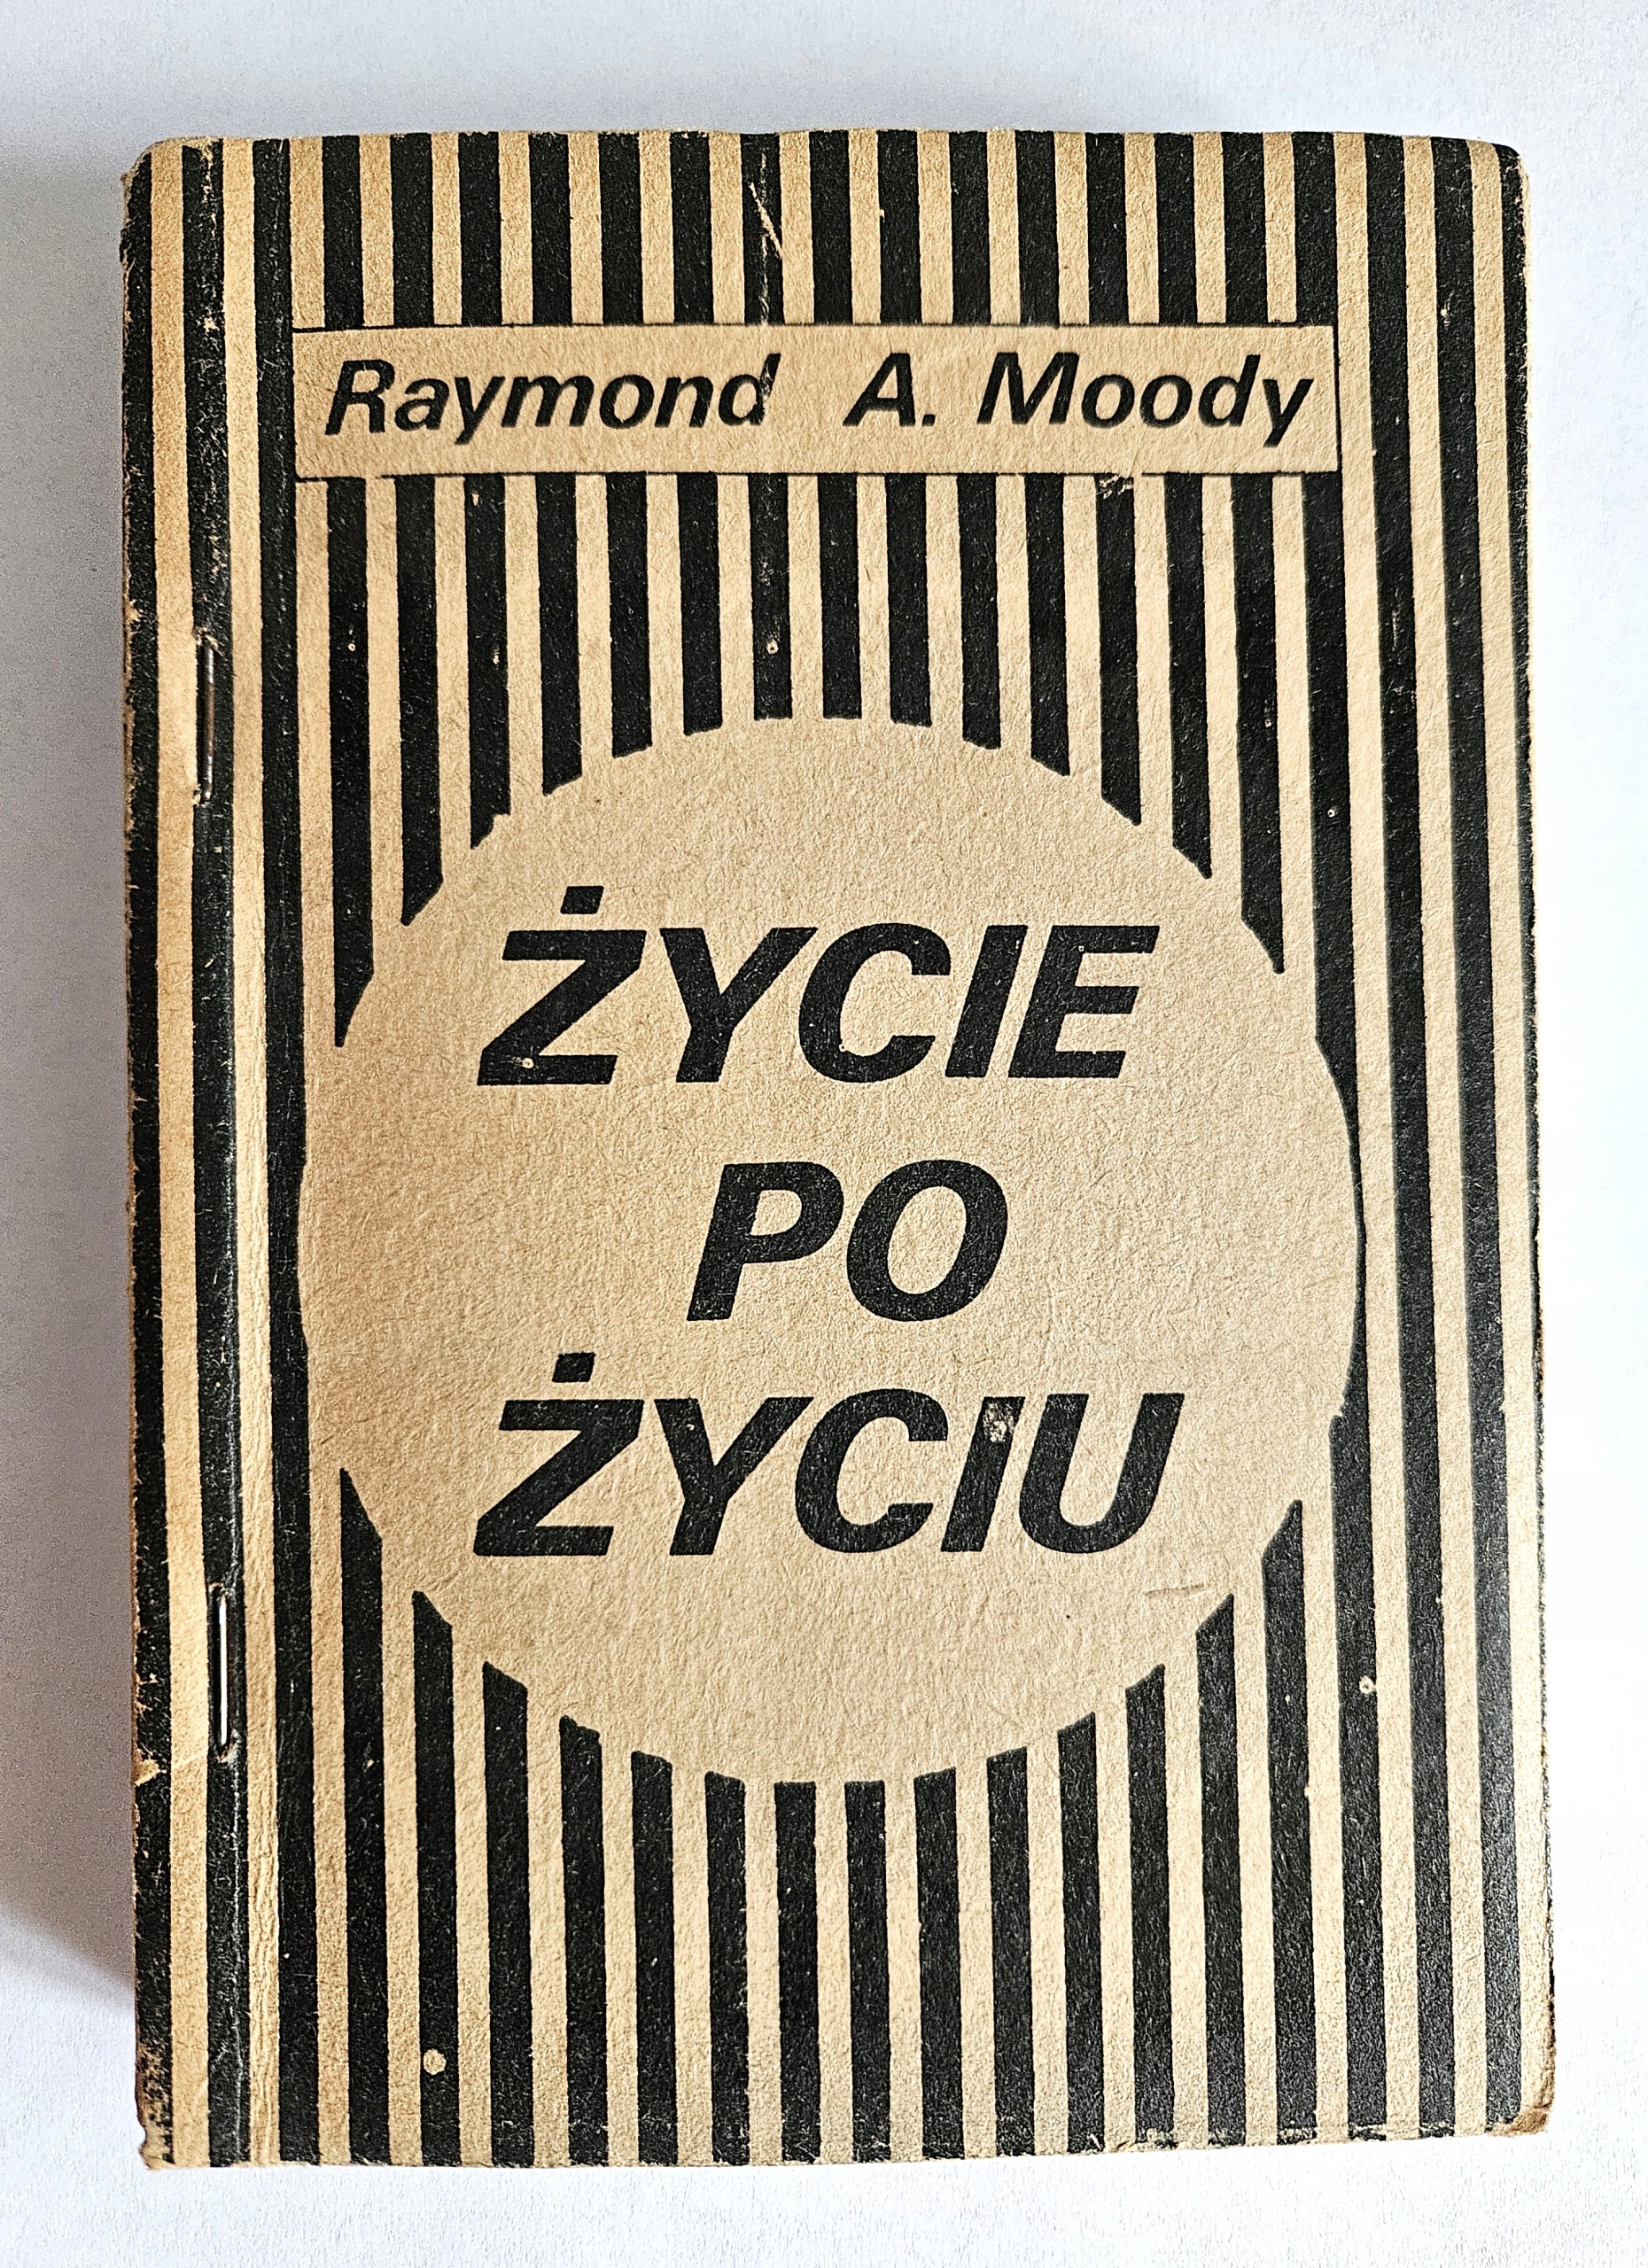 Raymond A. Moody
ŻYCIE
PO
ŻYCIU